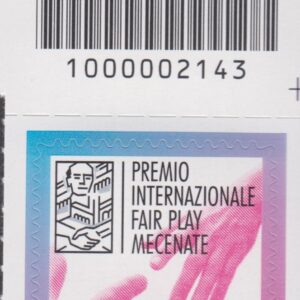 1000002143
PREMIO
INTERNAZIONALE
FAIR PLAY
MECENATE